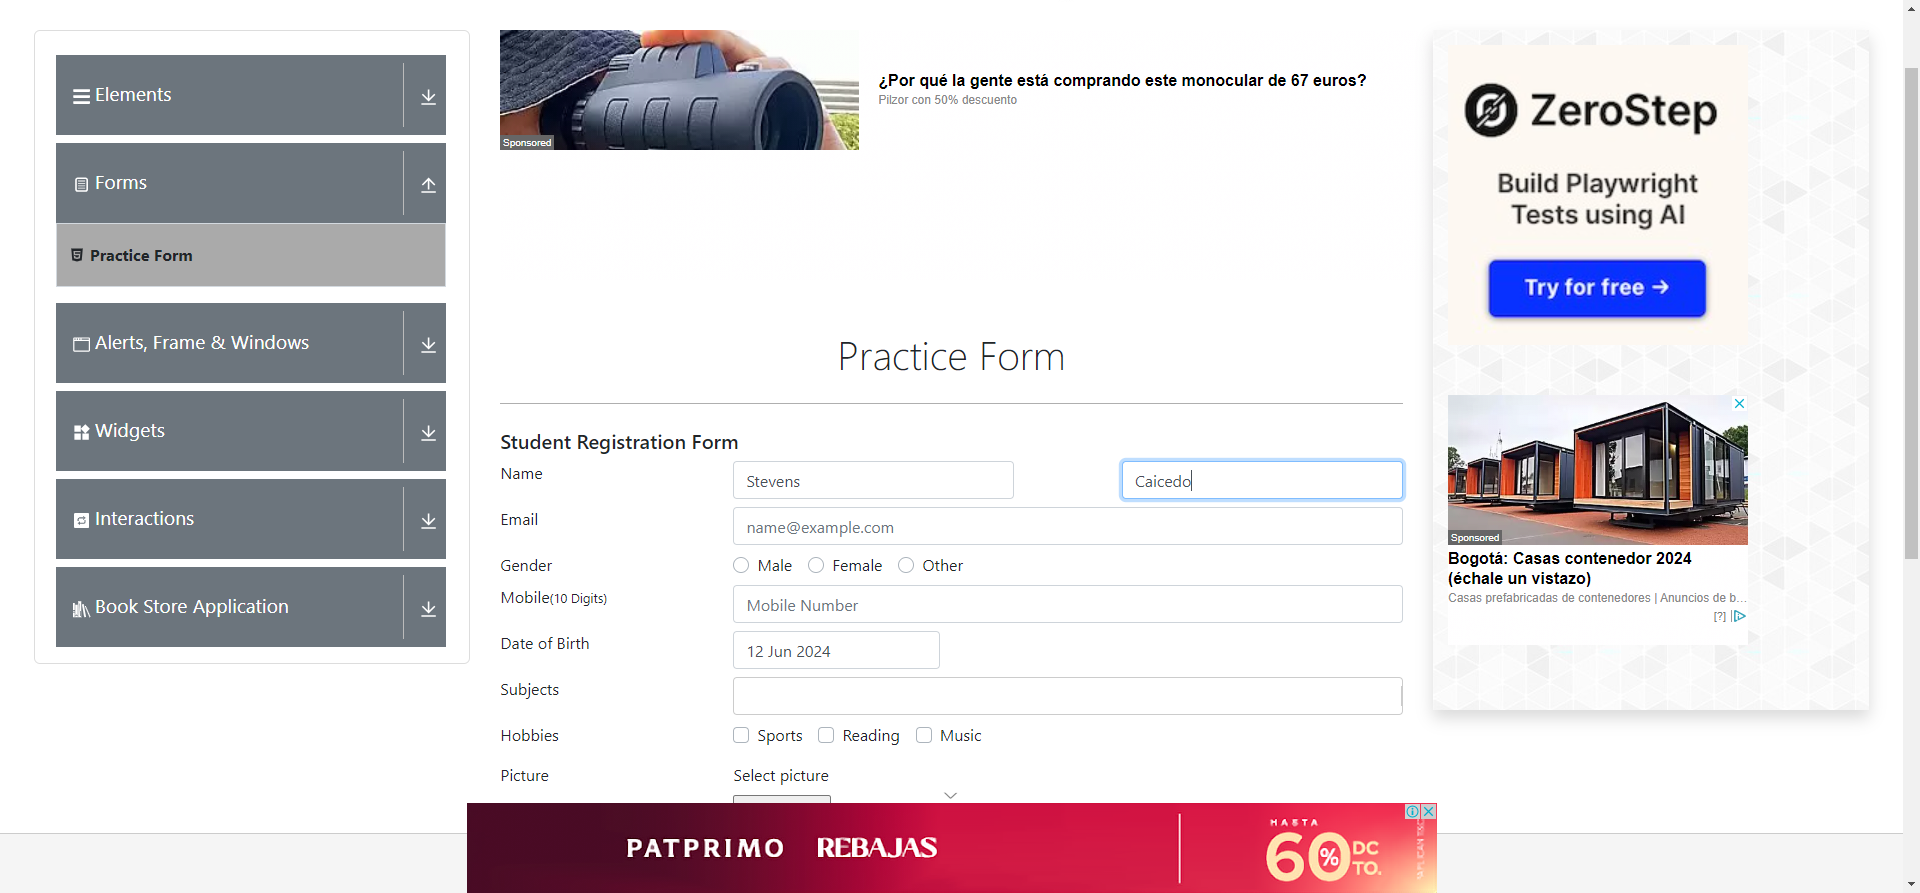 Elements
Forms
Practice Form
Alerts, Frame & Windows
Widgets
Interactions
Book Store Application
Sponsored
¿Por qué la gente está comprando este monocular de 67 euros?
Pilzor con 50% descuento
Practice Form
Student Registration Form
Name
Stevens
Caicedo
Email
name@example.com
Gender
Male
Female
Other
Mobile(10 Digits)
Mobile Number
Date of Birth
12 Jun 2024
Subjects
Hobbies
Sports
Reading
Music
Picture
Select picture
ZeroStep
Build Playwright
Tests using AI
Try for free →
Sponsored
Bogotá: Casas contenedor 2024
(échale un vistazo)
Casas prefabricadas de contenedores | Anuncios de b...
[?]
PATPRIMO REBAJAS
HASTA
60% DC
TO.